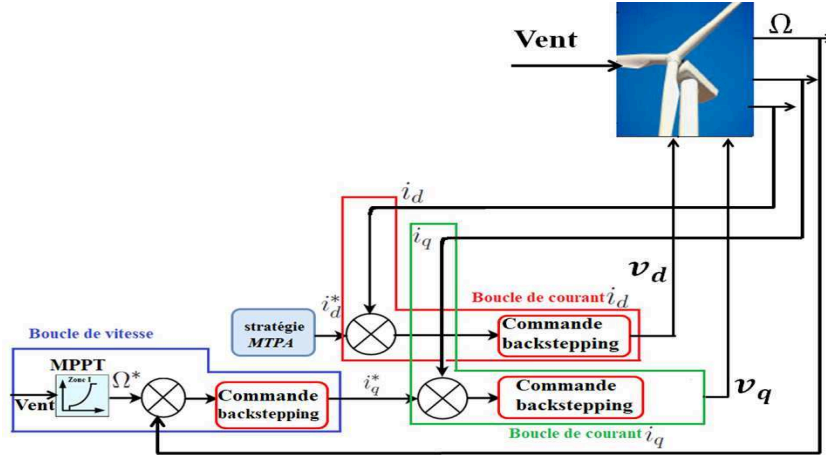 Vent
Ω
i_d
i_q
v_d
Boucle de courant i_d
i_d^*
stratégie
MTPA
Commande
backstepping
Boucle de vitesse
MPPT
Zone I
Ω*
Vent
Commande
backstepping
i_q^*
Commande
backstepping
v_q
Boucle de courant i_q